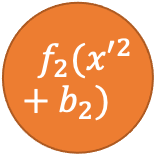 f₂(x′²
+ b₂)